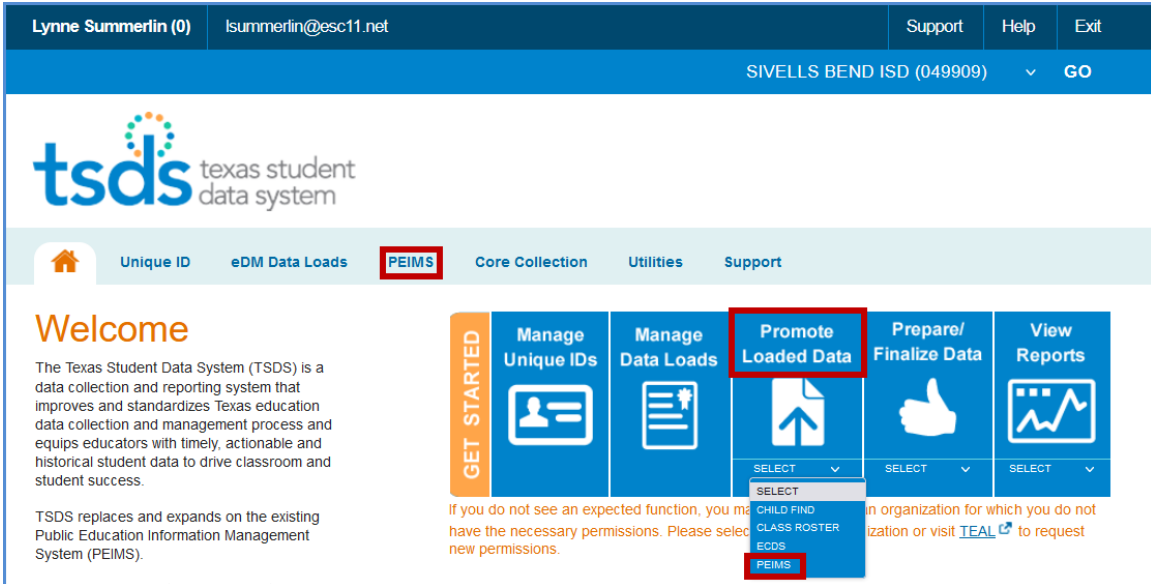 Lynne Summerlin (0) lsummerlin@esc11.net Support Help Exit
SIVELLS BEND ISD (049909) GO
tsds texas student
data system
Unique ID eDM Data Loads PEIMS Core Collection Utilities Support
Welcome
The Texas Student Data System (TSDS) is a
data collection and reporting system that
improves and standardizes Texas education
data collection and management process and
equips educators with timely, actionable and
historical student data to drive classroom and
student success.
TSDS replaces and expands on the existing
Public Education Information Management
System (PEIMS).
GET STARTED
Manage
Unique IDs
Manage
Data Loads
Promote
Loaded Data
Prepare/
Finalize Data
View
Reports
SELECT
SELECT
SELECT
SELECT
CHILD FIND
CLASS ROSTER
ECDS
PEIMS
If you do not see an expected function, you in organization for which you do not
have the necessary permissions. Please ization or visit TEAL to request
new permissions.